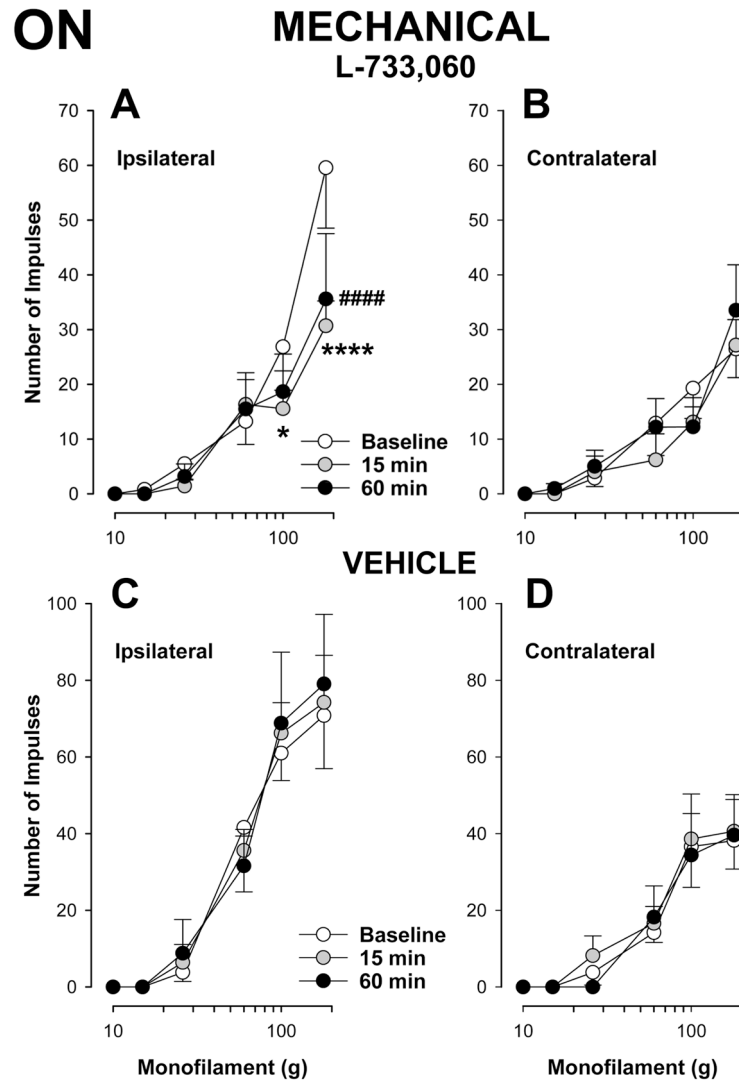 ON
MECHANICAL
L-733,060
A
B
Ipsilateral
Contralateral
Number of Impulses
70
60
50
40
30
20
10
0
####
****
*
Baseline
15 min
60 min
10
100
70
60
50
40
30
20
10
0
10
100
VEHICLE
C
D
Ipsilateral
Contralateral
Number of Impulses
100
80
60
40
20
0
Baseline
15 min
60 min
10
100
Monofilament (g)
100
80
60
40
20
0
10
100
Monofilament (g)